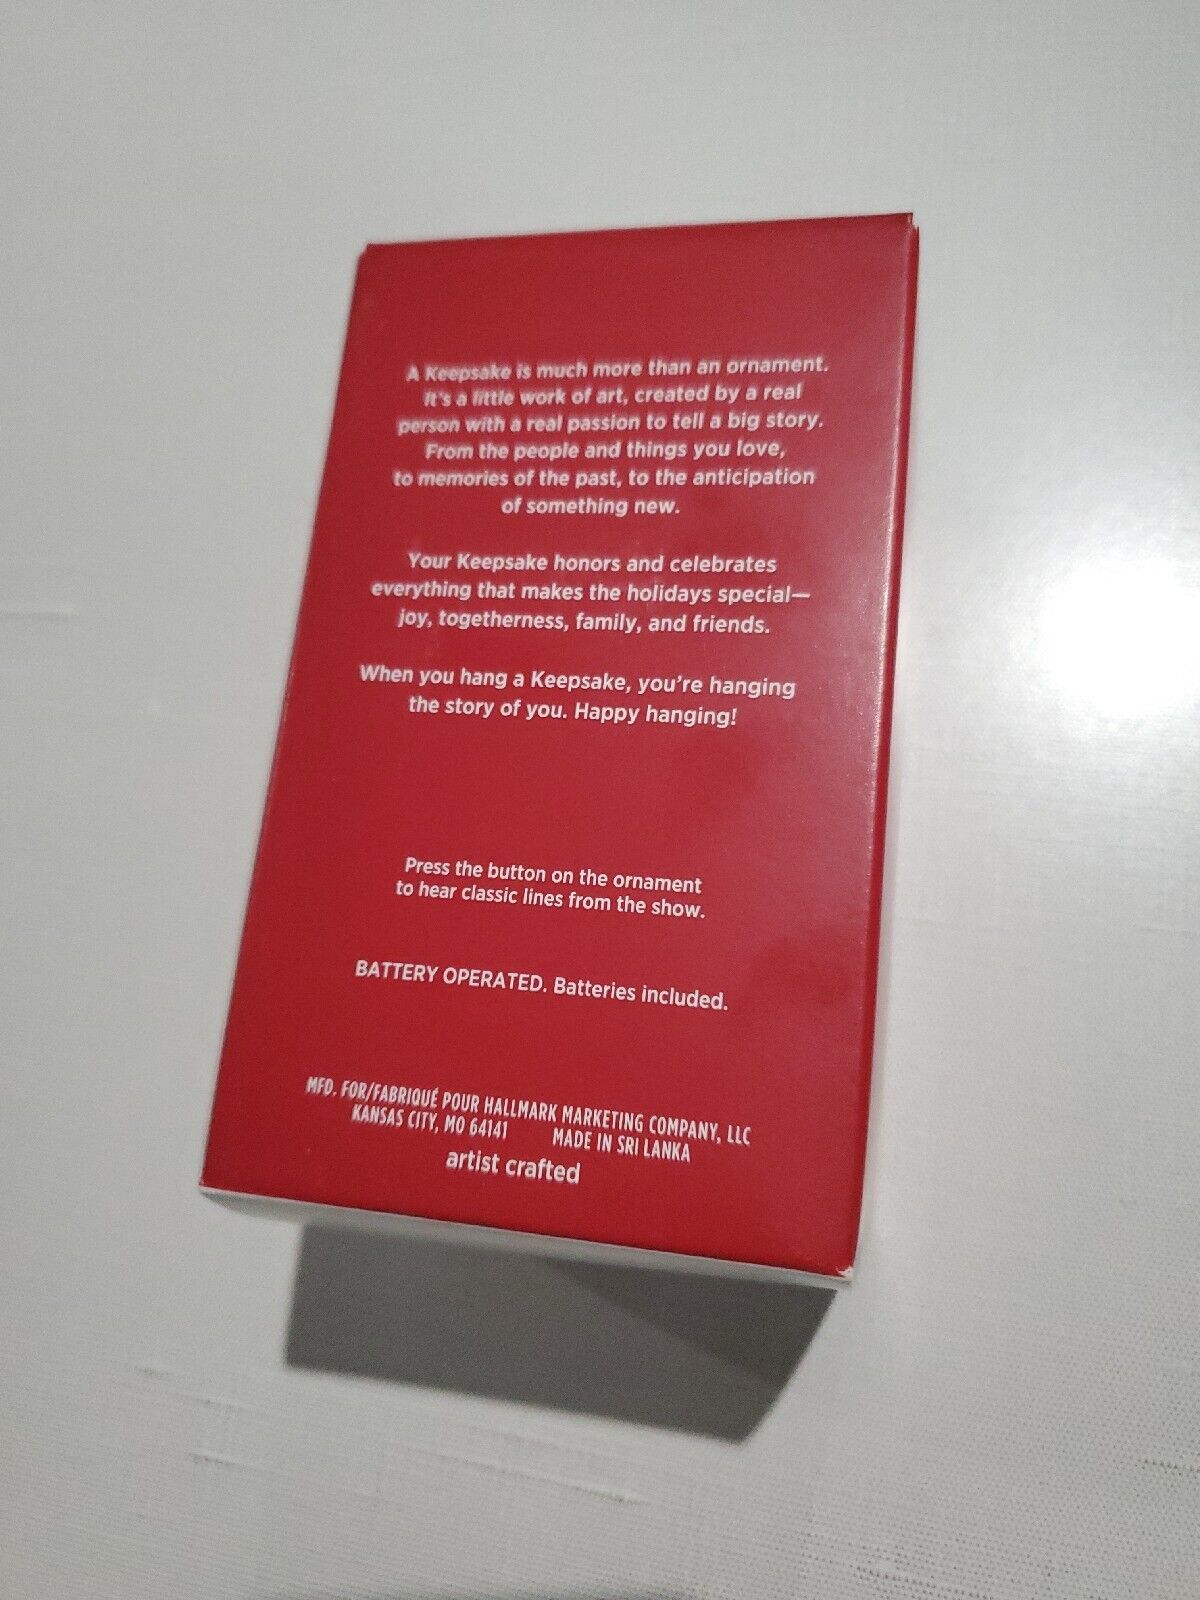 A Keepsake is much more than an ornament.
It's a little work of art, created by a real
person with a real passion to tell a big story.
From the people and things you love,
to memories of the past, to the anticipation
of something new.
Your Keepsake honors and celebrates
everything that makes the holidays special—
joy, togetherness, family, and friends.
When you hang a Keepsake, you're hanging
the story of you. Happy hanging!
Press the button on the ornament
to hear classic lines from the show.
BATTERY OPERATED. Batteries included.
MFD. FOR/FABRIQUÉ POUR HALLMARK MARKETING COMPANY, LLC
KANSAS CITY, MO 64141 MADE IN SRI LANKA
artist crafted